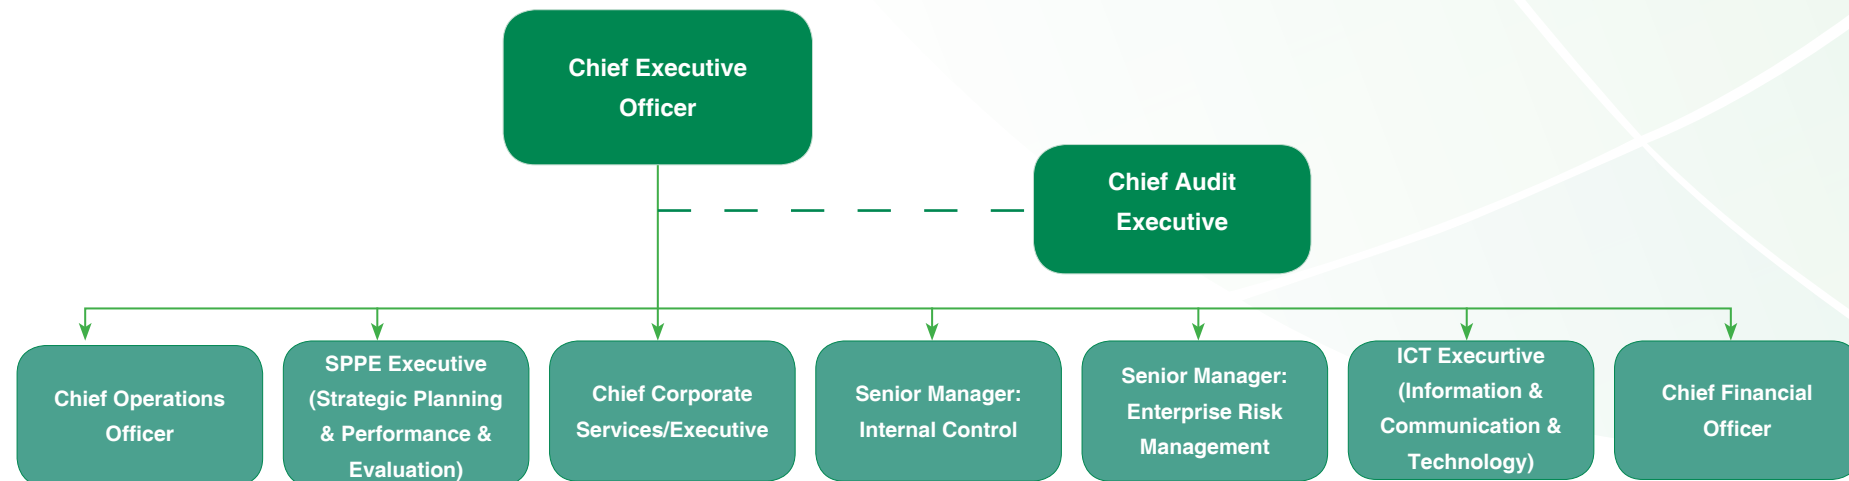 Chief Executive
Officer
Chief Audit
Executive
Chief Operations
Officer
SPPE Executive
(Strategic Planning
& Performance &
Evaluation)
Chief Corporate
Services/Executive
Senior Manager:
Internal Control
Senior Manager:
Enterprise Risk
Management
ICT Execurtive
(Information &
Communication &
Technology)
Chief Financial
Officer